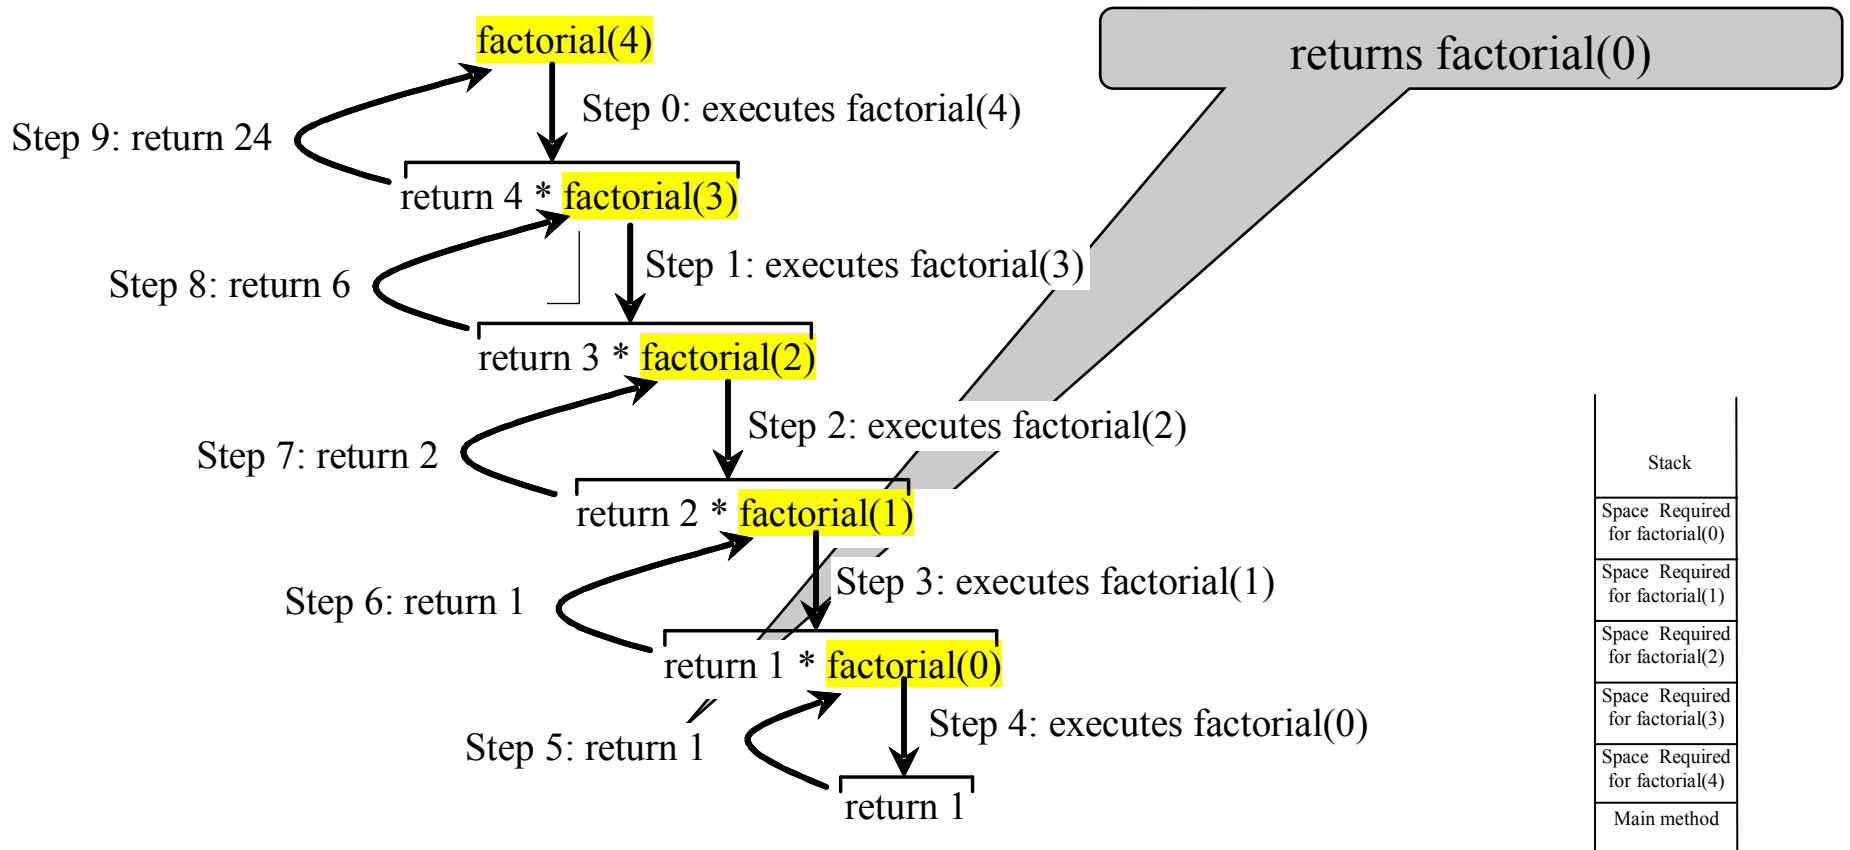 factorial(4)
returns factorial(0)
Step 0: executes factorial(4)
Step 9: return 24
return 4 * factorial(3)
Step 1: executes factorial(3)
Step 8: return 6
return 3 * factorial(2)
Step 2: executes factorial(2)
Step 7: return 2
return 2 * factorial(1)
Step 3: executes factorial(1)
Step 6: return 1
return 1 * factorial(0)
Step 4: executes factorial(0)
Step 5: return 1
return 1
Stack
Space Required
for factorial(0)
Space Required
for factorial(1)
Space Required
for factorial(2)
Space Required
for factorial(3)
Space Required
for factorial(4)
Main method